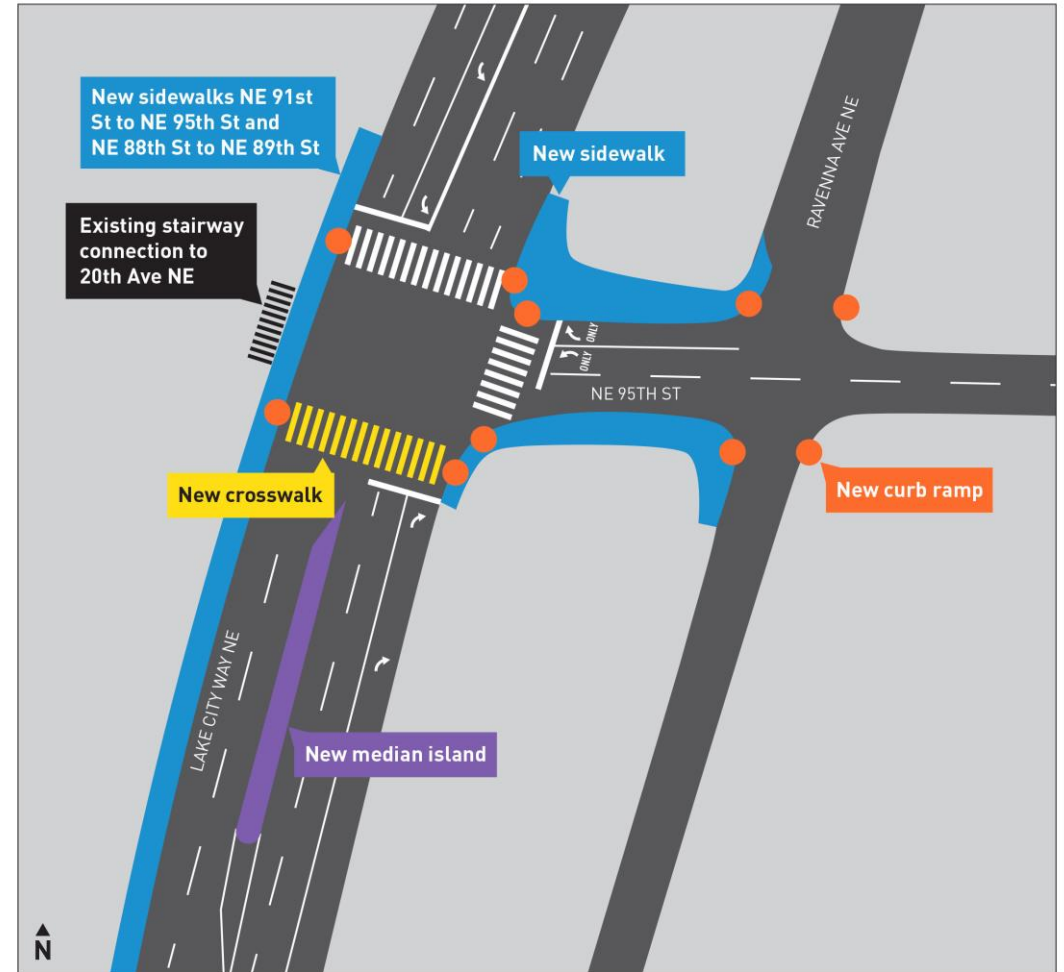 New sidewalks NE 91st
St to NE 95th St and
NE 88th St to NE 89th St
New sidewalk
RAVENNA AVE NE
Existing stairway
connection to
20th Ave NE
ONLY
ONLY
NE 95TH ST
New crosswalk
New curb ramp
LAKE CITY WAY NE
New median island
N